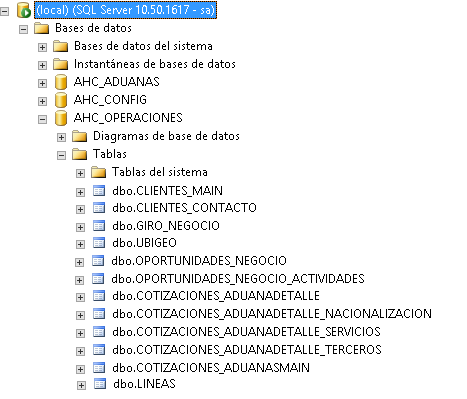 (local) (SQL Server 10.50.1617 - sa)
Bases de datos
Bases de datos del sistema
Instantáneas de bases de datos
AHC_ADUANAS
AHC_CONFIG
AHC_OPERACIONES
Diagramas de base de datos
Tablas
Tablas del sistema
dbo.CLIENTES_MAIN
dbo.CLIENTES_CONTACTO
dbo.GIRO_NEGOCIO
dbo.UBIGEO
dbo.OPORTUNIDADES_NEGOCIO
dbo.OPORTUNIDADES_NEGOCIO_ACTIVIDADES
dbo.COTIZACIONES_ADUANADETALLE
dbo.COTIZACIONES_ADUANADETALLE_NACIONALIZACION
dbo.COTIZACIONES_ADUANADETALLE_SERVICIOS
dbo.COTIZACIONES_ADUANADETALLE_TERCEROS
dbo.COTIZACIONES_ADUANASMAIN
dbo.LINEAS